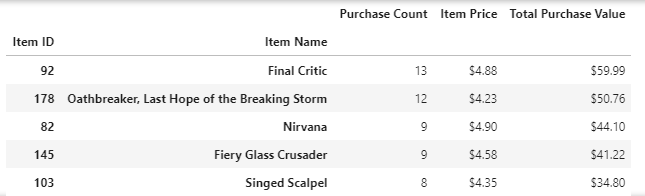 Purchase Count Item Price Total Purchase Value
Item ID Item Name
92 Final Critic 13 $4.88 $59.99
178 Oathbreaker, Last Hope of the Breaking Storm 12 $4.23 $50.76
82 Nirvana 9 $4.90 $44.10
145 Fiery Glass Crusader 9 $4.58 $41.22
103 Singed Scalpel 8 $4.35 $34.80